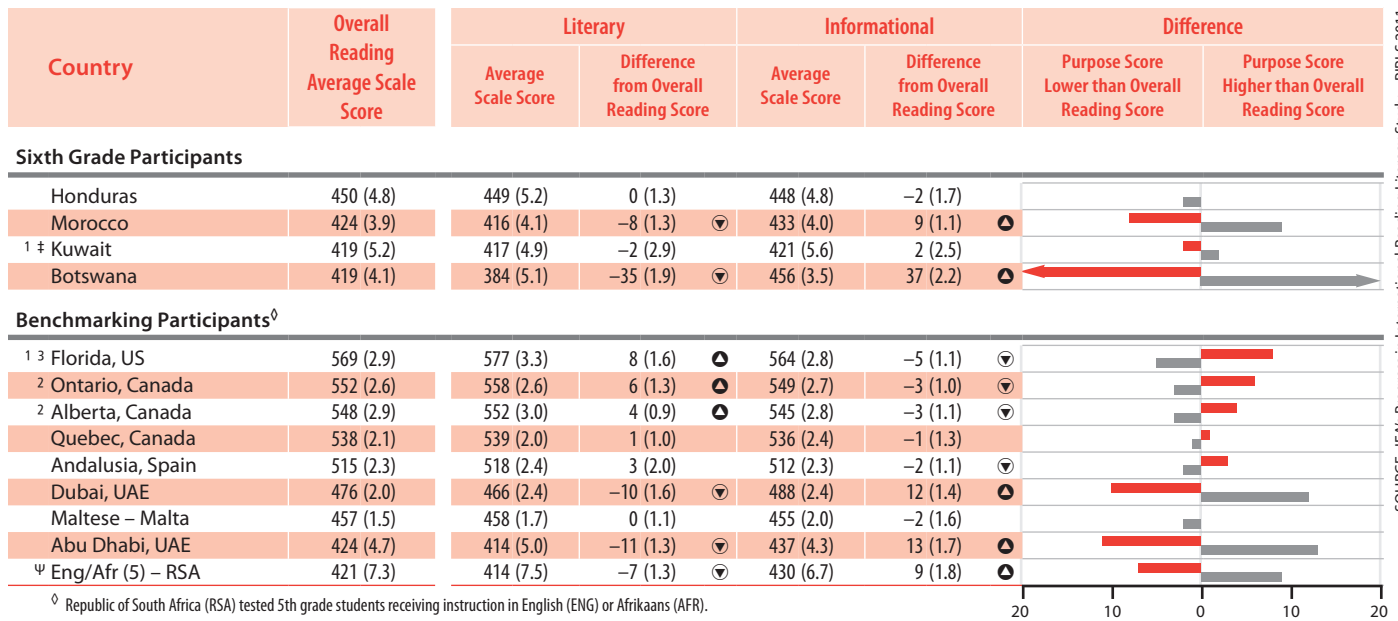 Country
Overall
Reading
Average Scale
Score
Literary
Informational
Difference
Average
Scale Score
Difference
from Overall
Reading Score
Average
Scale Score
Difference
from Overall
Reading Score
Purpose Score
Lower than Overall
Reading Score
Purpose Score
Higher than Overall
Reading Score
Sixth Grade Participants
Honduras 450 (4.8) 449 (5.2) 0 (1.3) 448 (4.8) –2 (1.7)
Morocco 424 (3.9) 416 (4.1) –8 (1.3) 433 (4.0) 9 (1.1)
1 ‡ Kuwait 419 (5.2) 417 (4.9) –2 (2.9) 421 (5.6) 2 (2.5)
Botswana 419 (4.1) 384 (5.1) –35 (1.9) 456 (3.5) 37 (2.2)
Benchmarking Participants◊
1 3 Florida, US 569 (2.9) 577 (3.3) 8 (1.6) 564 (2.8) –5 (1.1)
2 Ontario, Canada 552 (2.6) 558 (2.6) 6 (1.3) 549 (2.7) –3 (1.0)
2 Alberta, Canada 548 (2.9) 552 (3.0) 4 (0.9) 545 (2.8) –3 (1.1)
Quebec, Canada 538 (2.1) 539 (2.0) 1 (1.0) 536 (2.4) –1 (1.3)
Andalusia, Spain 515 (2.3) 518 (2.4) 3 (2.0) 512 (2.3) –2 (1.1)
Dubai, UAE 476 (2.0) 466 (2.4) –10 (1.6) 488 (2.4) 12 (1.4)
Maltese – Malta 457 (1.5) 458 (1.7) 0 (1.1) 455 (2.0) –2 (1.6)
Abu Dhabi, UAE 424 (4.7) 414 (5.0) –11 (1.3) 437 (4.3) 13 (1.7)
Ψ Eng/Afr (5) – RSA 421 (7.3) 414 (7.5) –7 (1.3) 430 (6.7) 9 (1.8)
20 10 0 10 20
◊ Republic of South Africa (RSA) tested 5th grade students receiving instruction in English (ENG) or Afrikaans (AFR).